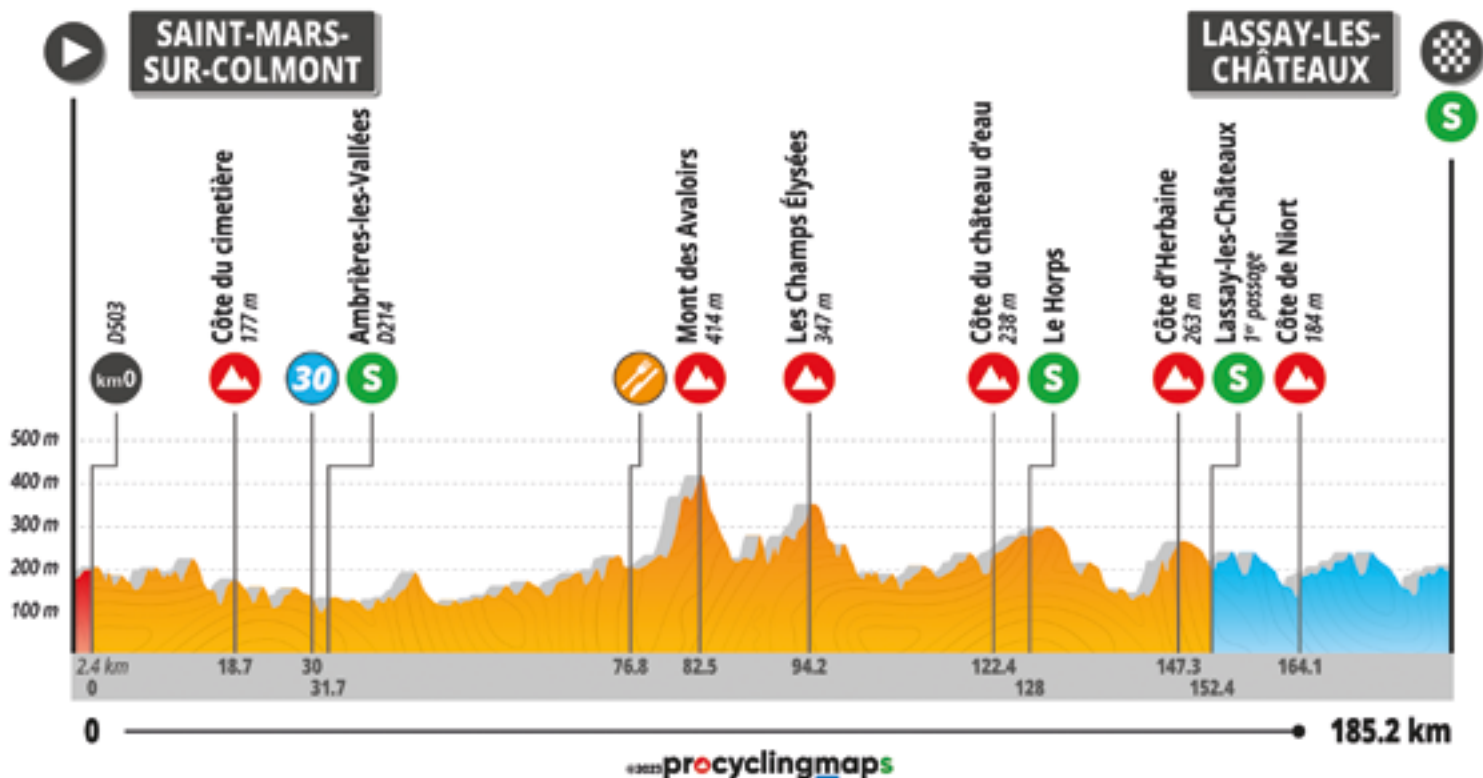 SAINT-MARS-
SUR-COLMONT
LASSAY-LES-
CHÂTEAUX
S
D503
Côte du cimetière
177 m
Ambrières-les-Vallées
D214
Mont des Avaloirs
414 m
Les Champs Élysées
347 m
Côte du château d'eau
238 m
Le Horps
Côte d'Herbaine
263 m
Lassay-les-Châteaux
1er passage
Côte de Niort
184 m
km0
30
S
S
S
500 m
400 m
300 m
200 m
100 m
2.4 km
18.7
30
76.8
82.5
94.2
122.4
147.3
164.1
0
31.7
128
152.4
0
185.2 km
©2023 procyclingmaps